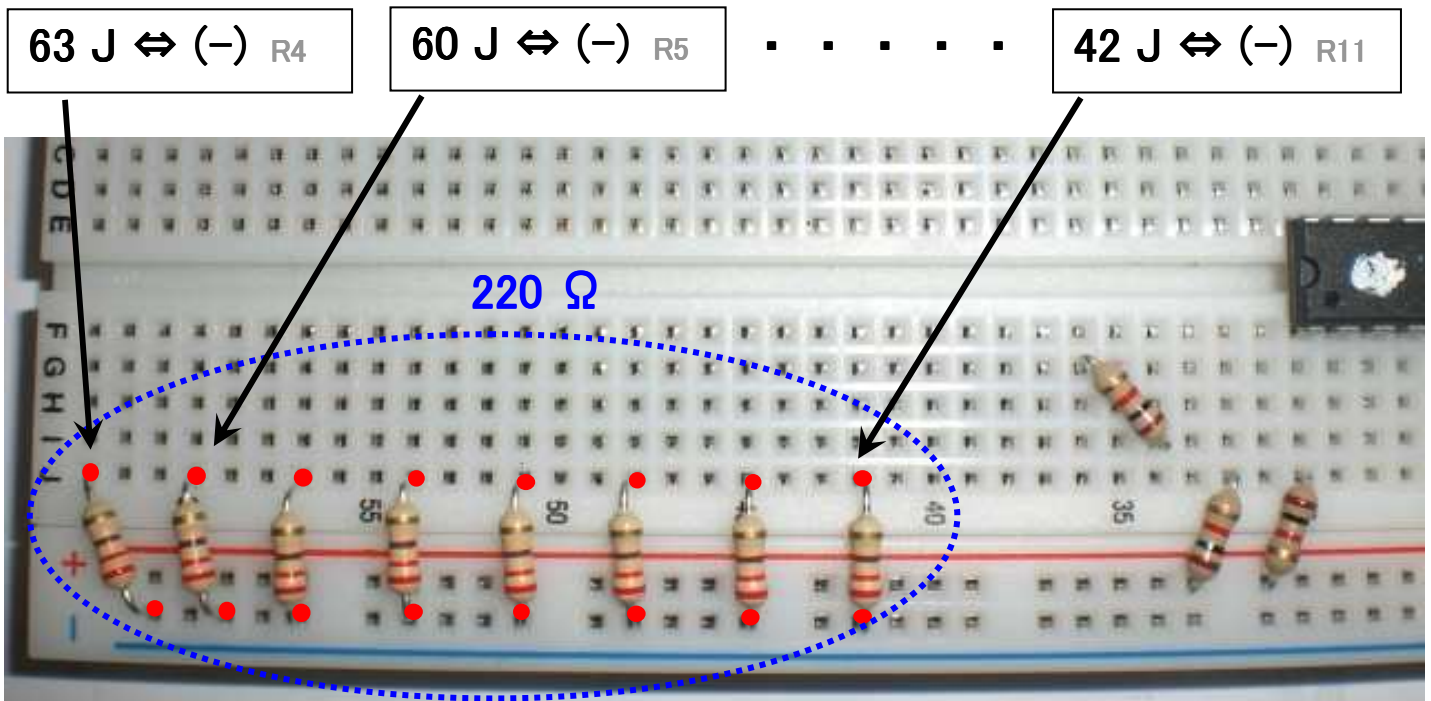 63 J ⇔ (−) R4
60 J ⇔ (−) R5
· · · · ·
42 J ⇔ (−) R11
C
D
E
220 Ω
F
G
H
I
J
55
50
40
35
+
−